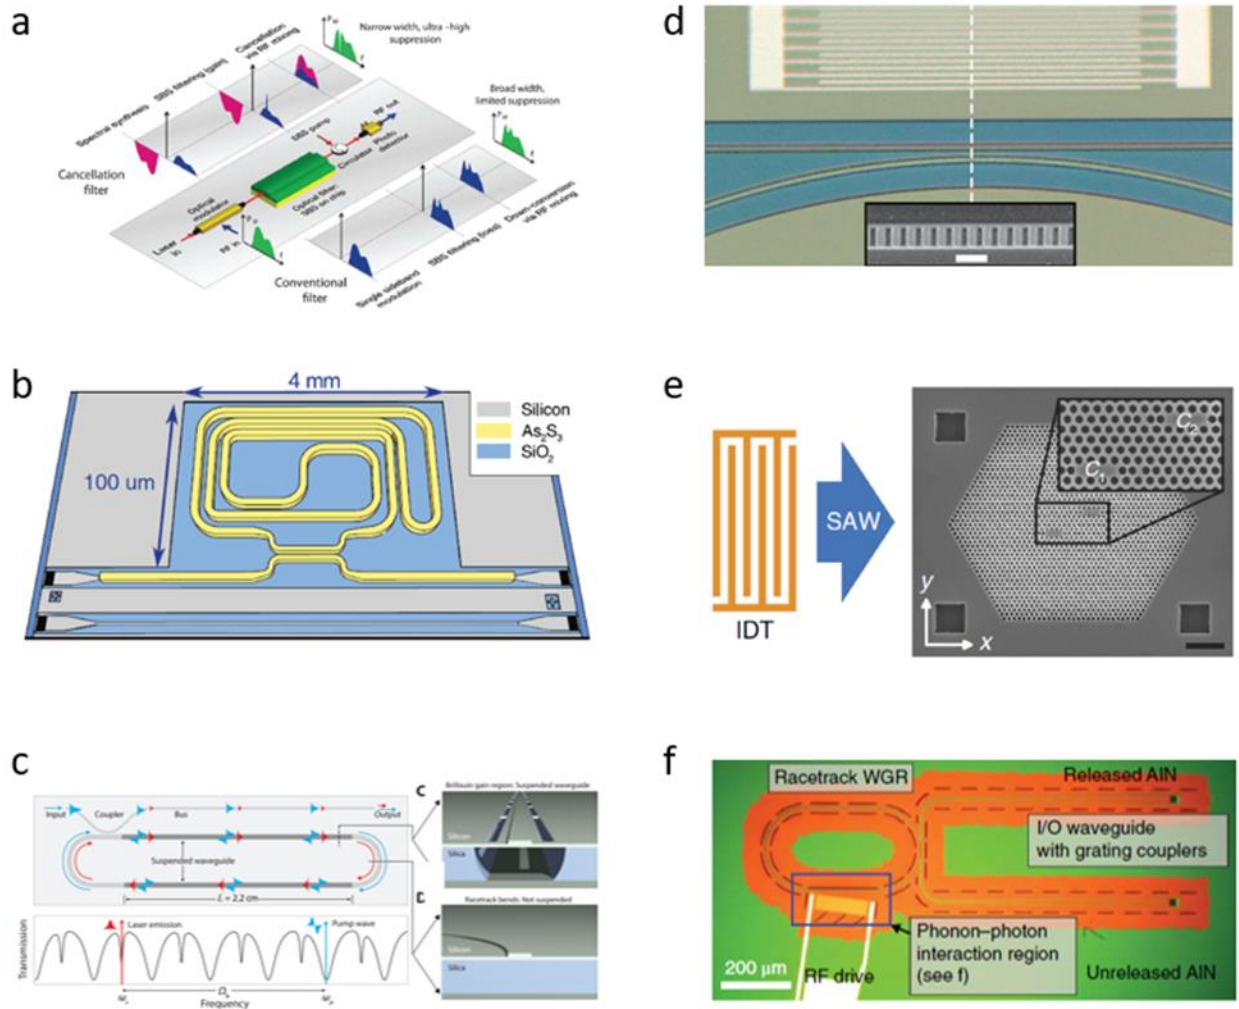 a
Narrow width, ultra -high
suppression
Cancellation
via RF mixing
SBS filtering (gain)
Spectral synthesis
Cancellation
filter
Broad width,
limited suppression
RF out
SBS pump
Photo
detector
Circulator
Optical
modulator
Optical filter:
SBS on chip
Laser
in
RF in
Conventional
filter
Down-conversion
via RF mixing
SBS filtering (loss)
Single sideband
modulation
b
4 mm
100 um
Silicon
As2S3
SiO2
c
Input
Coupler
Bus
Output
Suspended waveguide
L = 2.2 cm
Transmission
Laser emission
Pump wave
Frequency
C
Brillouin gain region: Suspended waveguide
Silicon
Silica
D
Racetrack bends: Not suspended
Silicon
Silica
d
e
IDT
SAW
C2
C1
y
x
f
Racetrack WGR
Released AlN
I/O waveguide
with grating couplers
Phonon–photon
interaction region
(see f)
200 μm
RF drive
Unreleased AlN